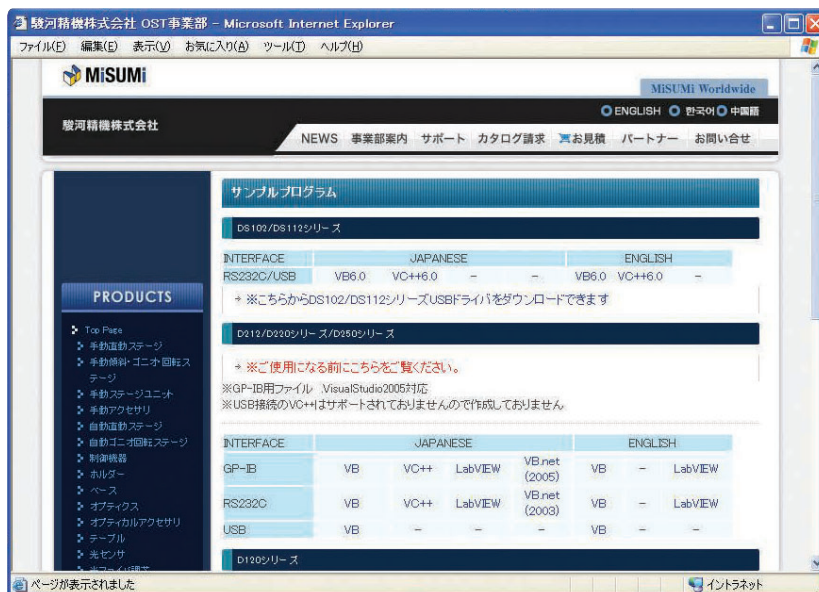 駿河精機株式会社 OST事業部 - Microsoft Internet Explorer
ファイル(F) 編集(E) 表示(V) お気に入り(A) ツール(T) ヘルプ(H)
MiSUMi
MiSUMi Worldwide
ENGLISH 한국어 中国語
駿河精機株式会社
NEWS 事業部案内 サポート カタログ請求 お見積 パートナー お問い合せ
サンプルプログラム
DS102/DS112シリーズ
INTERFACE JAPANESE ENGLISH
RS232C/USB VB6.0 VC++6.0 - - VB6.0 VC++6.0 -
※こちらからDS102/DS112シリーズUSBドライバをダウンロードできます
D212/D220シリーズ/D250シリーズ
※ご使用になる前にこちらをご覧ください。
※GP-IB用ファイル VisualStudio2005対応
※USB接続のVC++はサポートされておりませんので作成しておりません
INTERFACE JAPANESE ENGLISH
GP-IB VB VC++ LabVIEW VB.net (2005) VB - LabVIEW
RS232C VB VC++ LabVIEW VB.net (2003) VB - LabVIEW
USB VB - - - VB - -
D120シリーズ
PRODUCTS
Top Page
手動直動ステージ
手動傾斜・ゴニオ・回転ス
テージ
手動ステージユニット
手動アクセサリ
自動直動ステージ
自動ゴニオ回転ステージ
制御機器
ホルダー
ベース
オプティクス
オプティカルアクセサリ
テーブル
光センサ
ページが表示されました
イントラネット